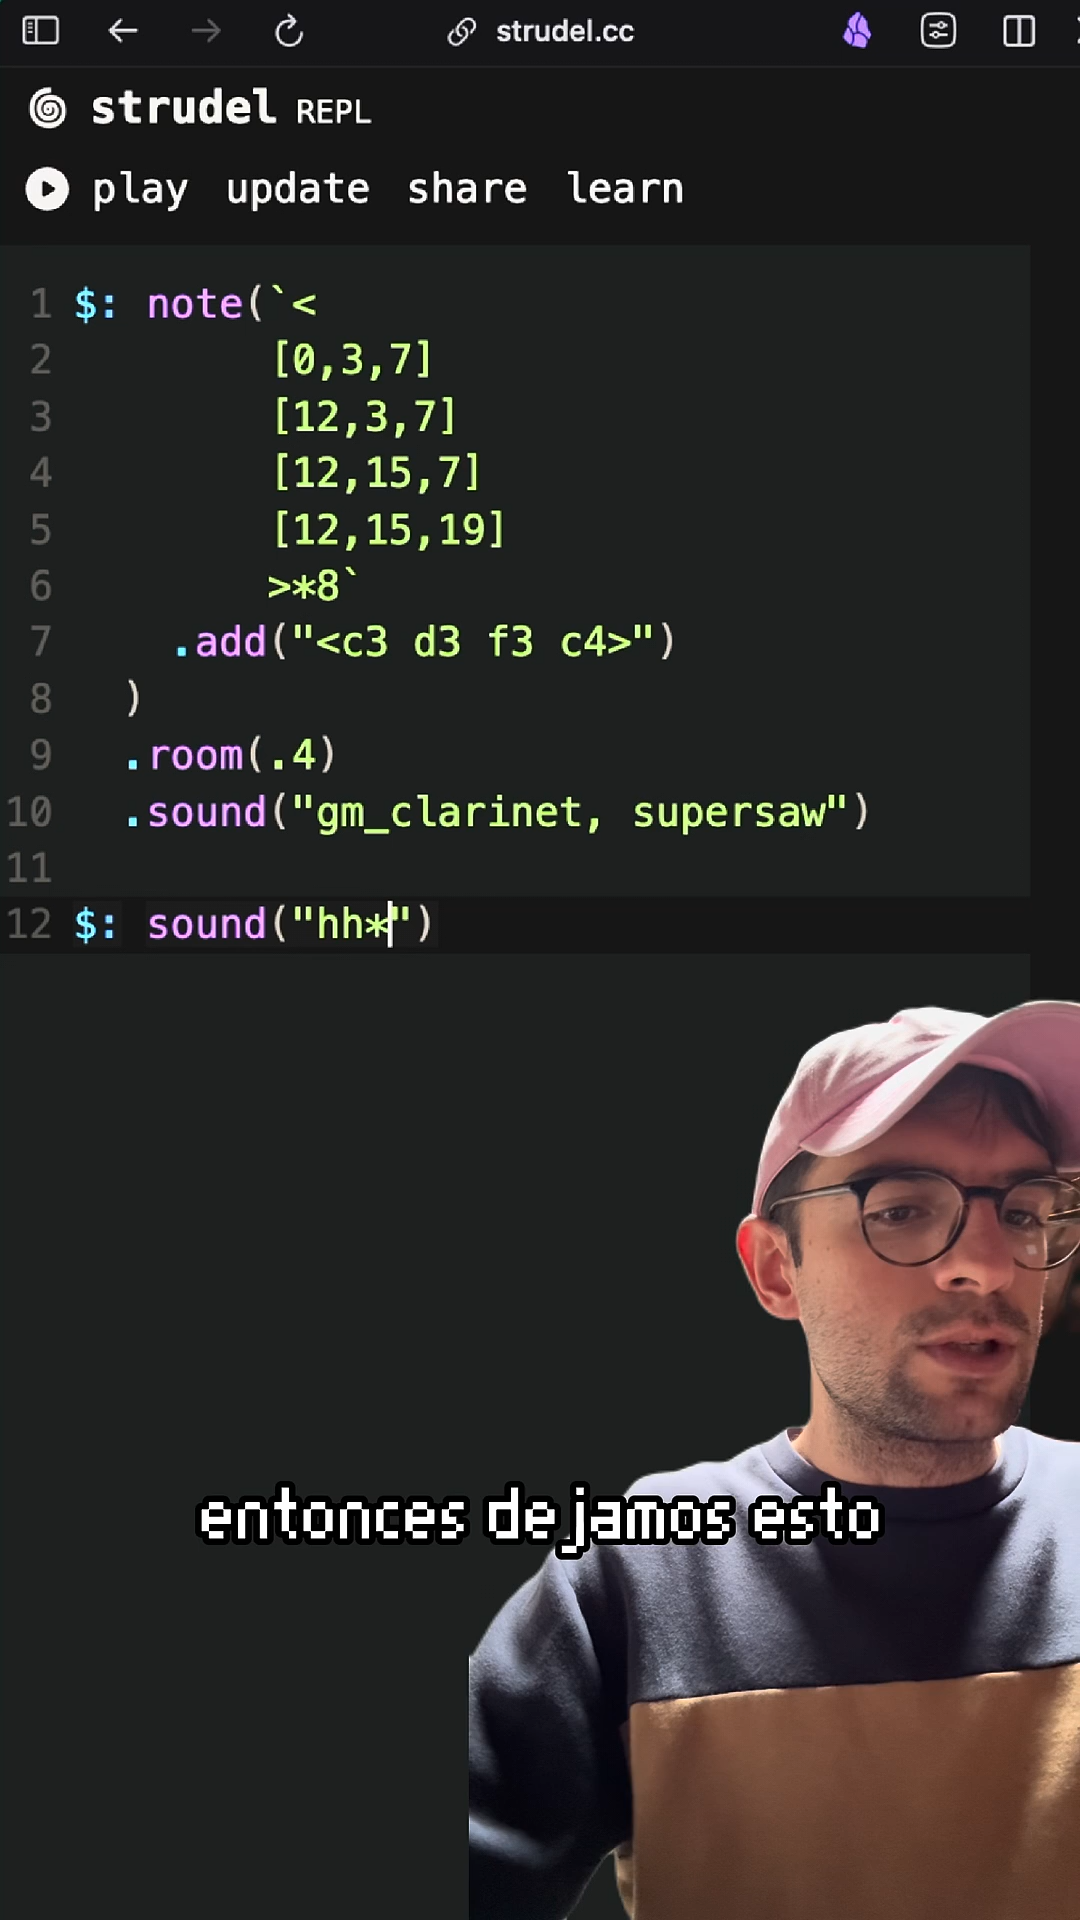 strudel.cc
strudel REPL
play update share learn
1 $: note(`<
2 [0,3,7]
3 [12,3,7]
4 [12,15,7]
5 [12,15,19]
6 >*8`
7 .add("<c3 d3 f3 c4>")
8 )
9 .room(.4)
10 .sound("gm_clarinet, supersaw")
11
12 $: sound("hh*")
entonces dejamos esto